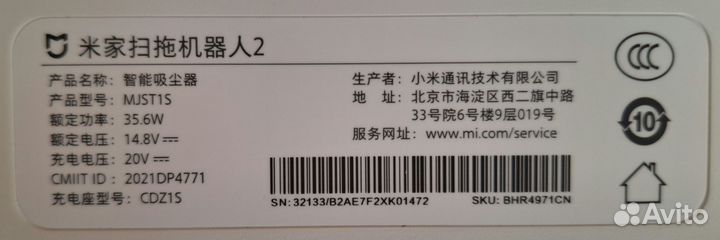 米家扫拖机器人2
产品名称：智能吸尘器
产品型号：MJST1S
额定功率：35.6W
额定电压：14.8V⎓
充电电压：20V⎓
CMIIT ID：2021DP4771
充电座型号：CDZ1S
生产者：小米通讯技术有限公司
地　址：北京市海淀区西二旗中路
33号院6号楼9层019号
服务网址：www.mi.com/service
SN: 32133/B2AE7F2XK01472
SKU: BHR4971CN
CCC
10
Avito